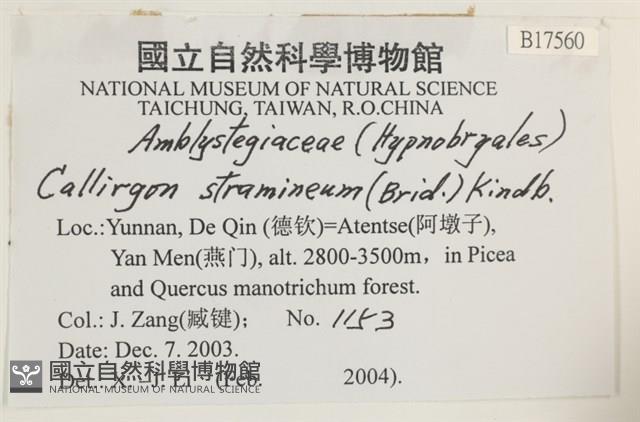 B17560
國立自然科學博物館
NATIONAL MUSEUM OF NATURAL SCIENCE
TAICHUNG, TAIWAN, R.O.CHINA
Amblystegiaceae (Hypnobryales)
Callirgon stramineum (Brid.) Kindb.
Loc.:Yunnan, De Qin (德钦)=Atentse(阿墩子),
Yan Men(燕门), alt. 2800-3500m，in Picea
and Quercus manotrichum forest.
Col.: J. Zang(臧键)； No. 1153
Date: Dec. 7. 2003.
2004).
國立自然科學博物館
NATIONAL MUSEUM OF NATURAL SCIENCE